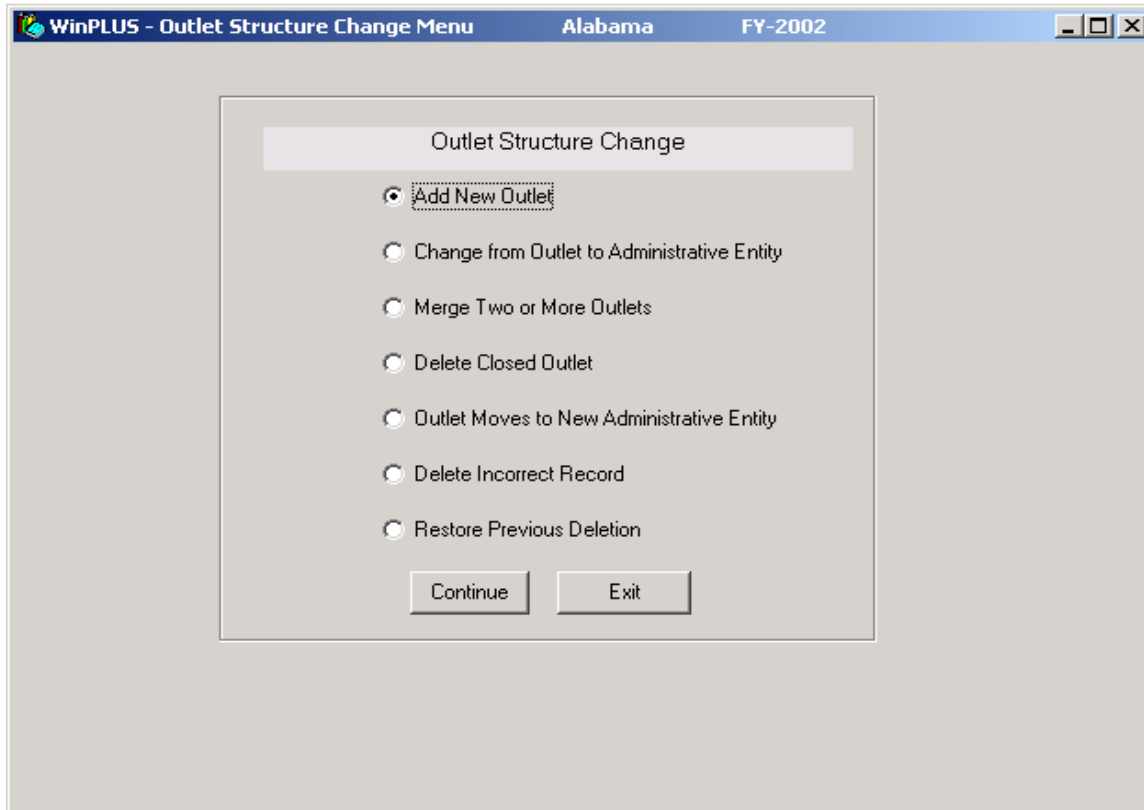 WinPLUS - Outlet Structure Change Menu Alabama FY-2002
Outlet Structure Change
Add New Outlet
Change from Outlet to Administrative Entity
Merge Two or More Outlets
Delete Closed Outlet
Outlet Moves to New Administrative Entity
Delete Incorrect Record
Restore Previous Deletion
Continue Exit